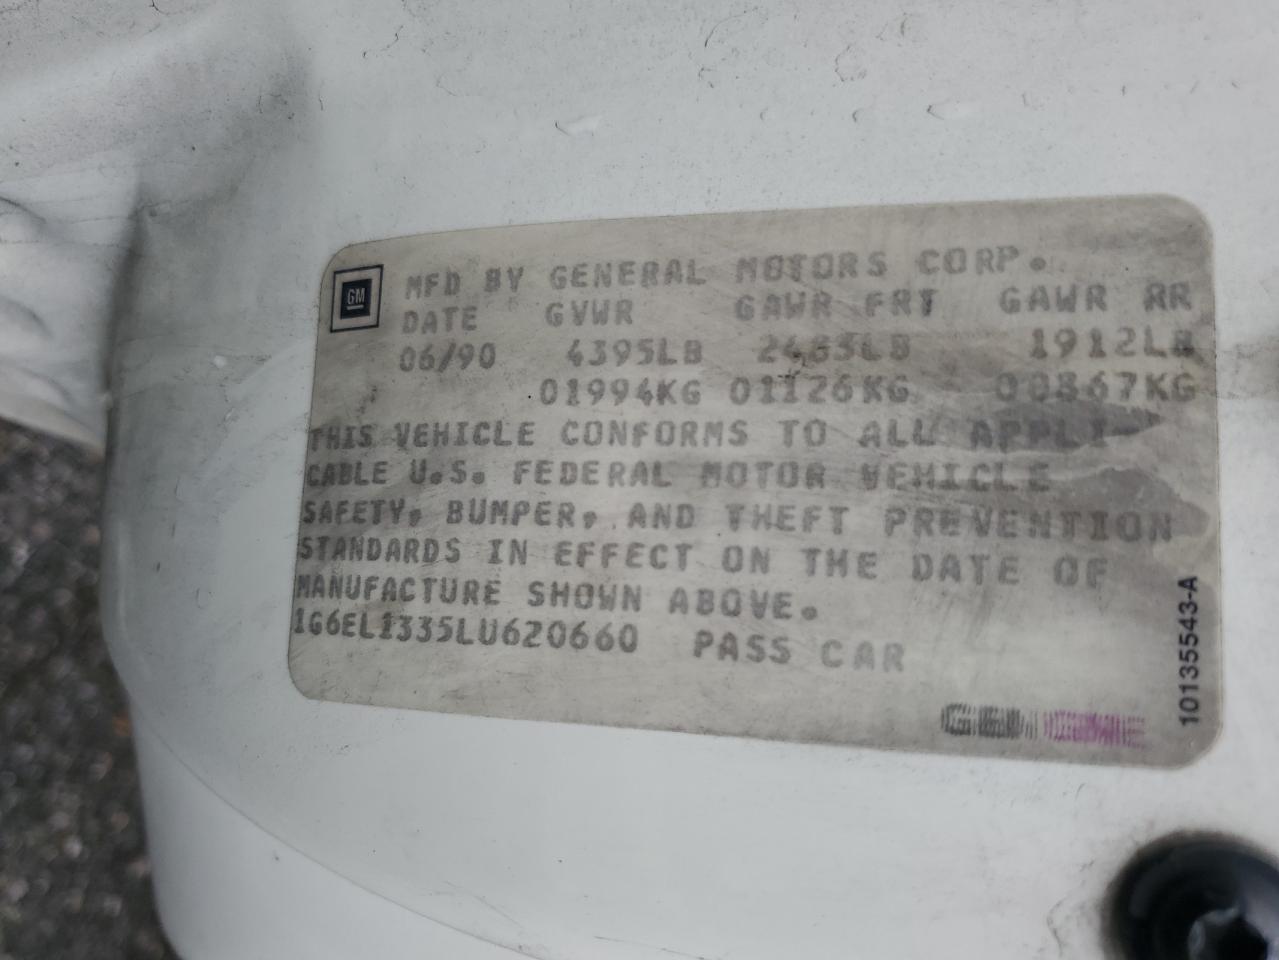 GM
MFD BY GENERAL MOTORS CORP.
DATE GVWR GAWR FRT GAWR RR
06/90 4395LB 2483LB 1912LB
01994KG 01126KG 00867KG
THIS VEHICLE CONFORMS TO ALL APPLI-
CABLE U.S. FEDERAL MOTOR VEHICLE
SAFETY, BUMPER, AND THEFT PREVENTION
STANDARDS IN EFFECT ON THE DATE OF
MANUFACTURE SHOWN ABOVE.
1G6EL1335LU620660 PASS CAR
10135543-A